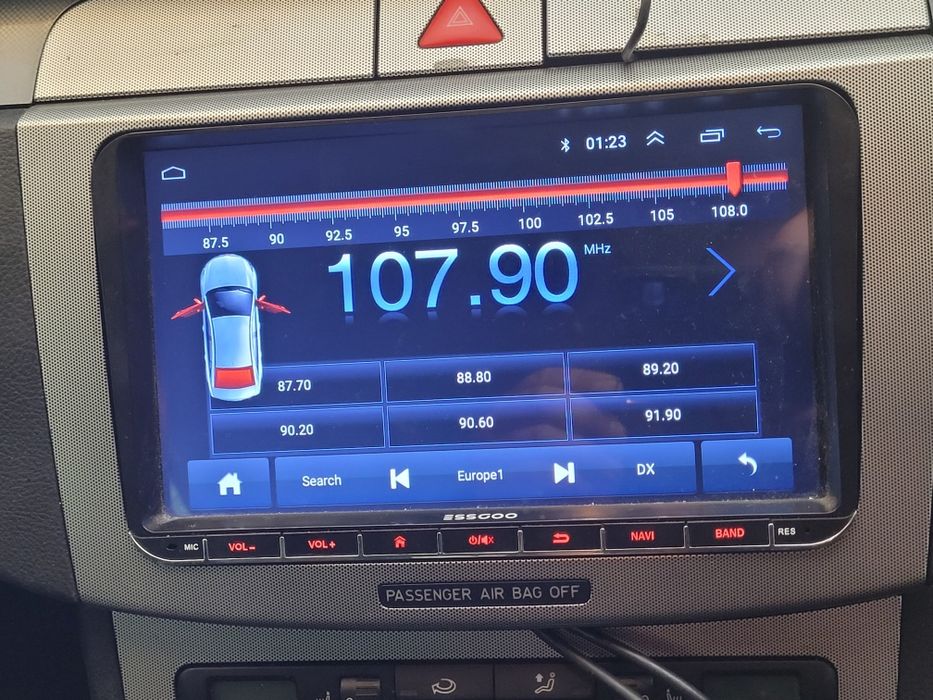 01:23
87.5 90 92.5 95 97.5 100 102.5 105 108.0
107.90 MHz
87.70 88.80 89.20
90.20 90.60 91.90
Search Europe1 DX
ESSGOO
MIC VOL- VOL+ NAVI BAND RES
PASSENGER AIR BAG OFF